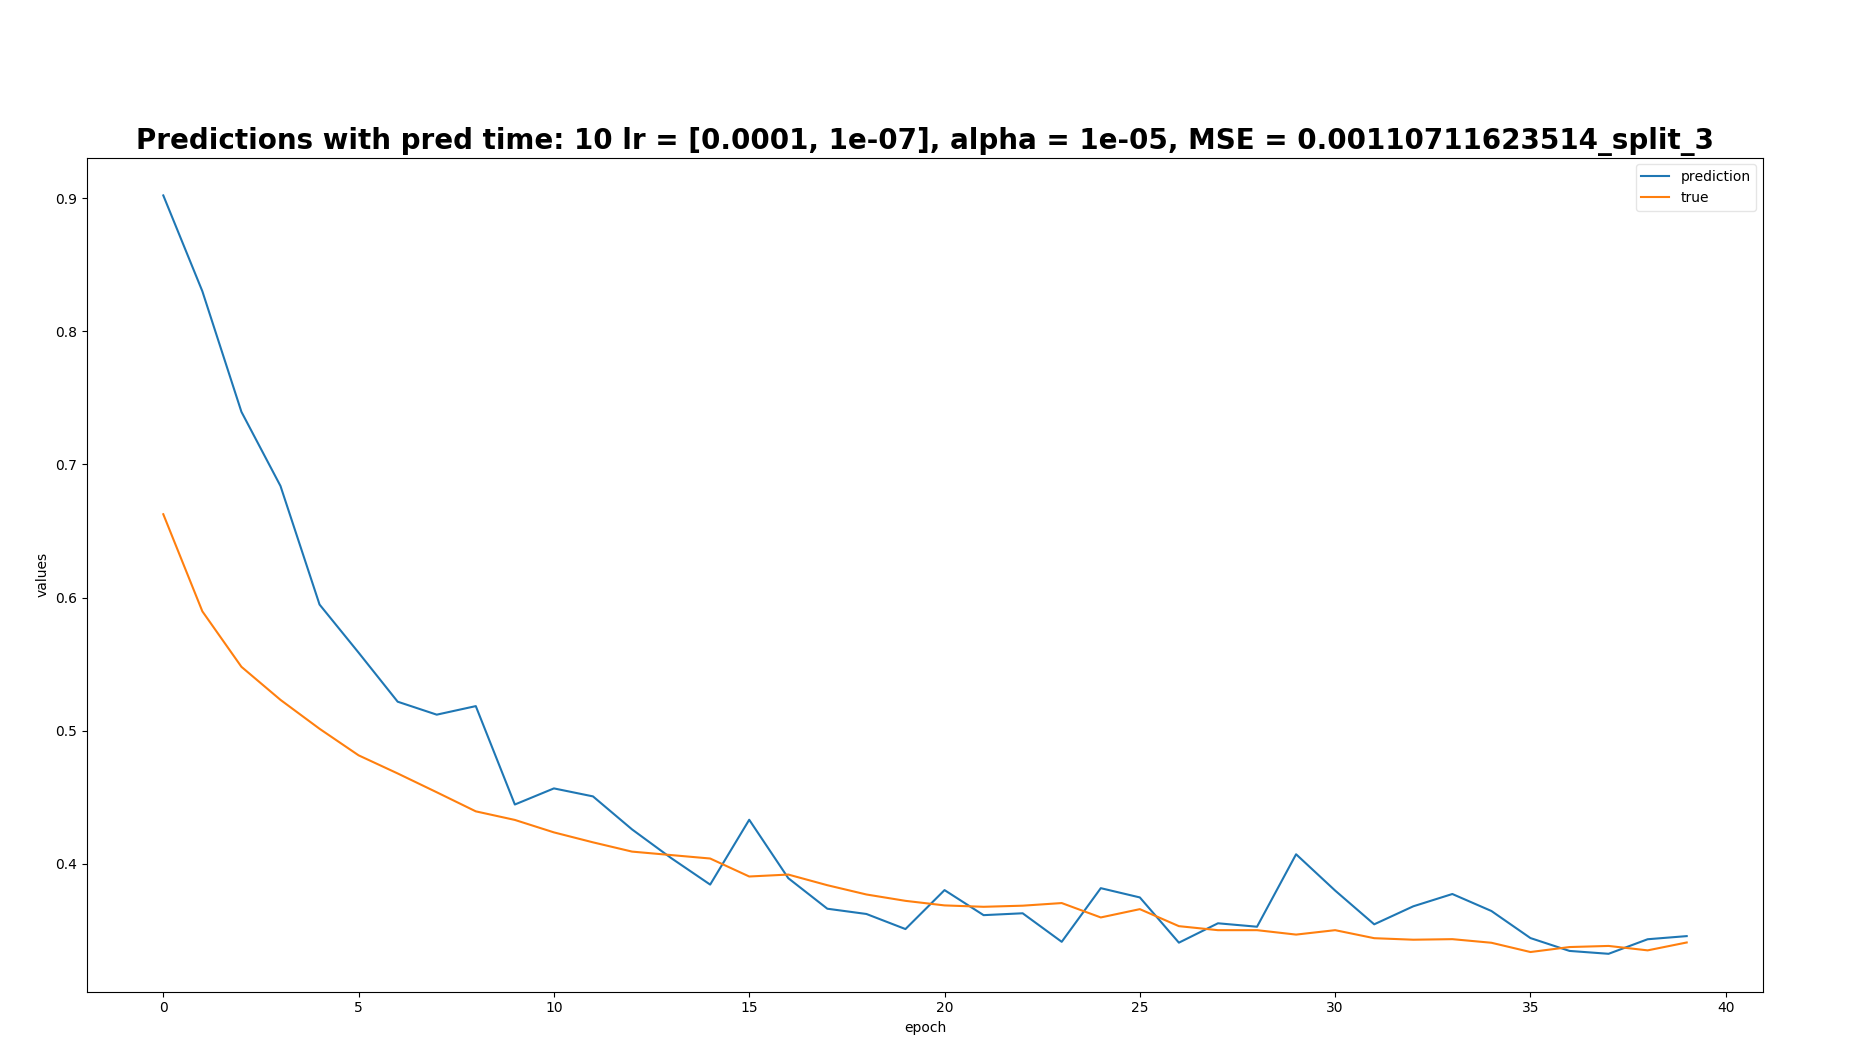 Predictions with pred time: 10 lr = [0.0001, 1e-07], alpha = 1e-05, MSE = 0.00110711623514_split_3
prediction
true
0.9
0.8
0.7
0.6
0.5
0.4
values
0 5 10 15 20 25 30 35 40
epoch